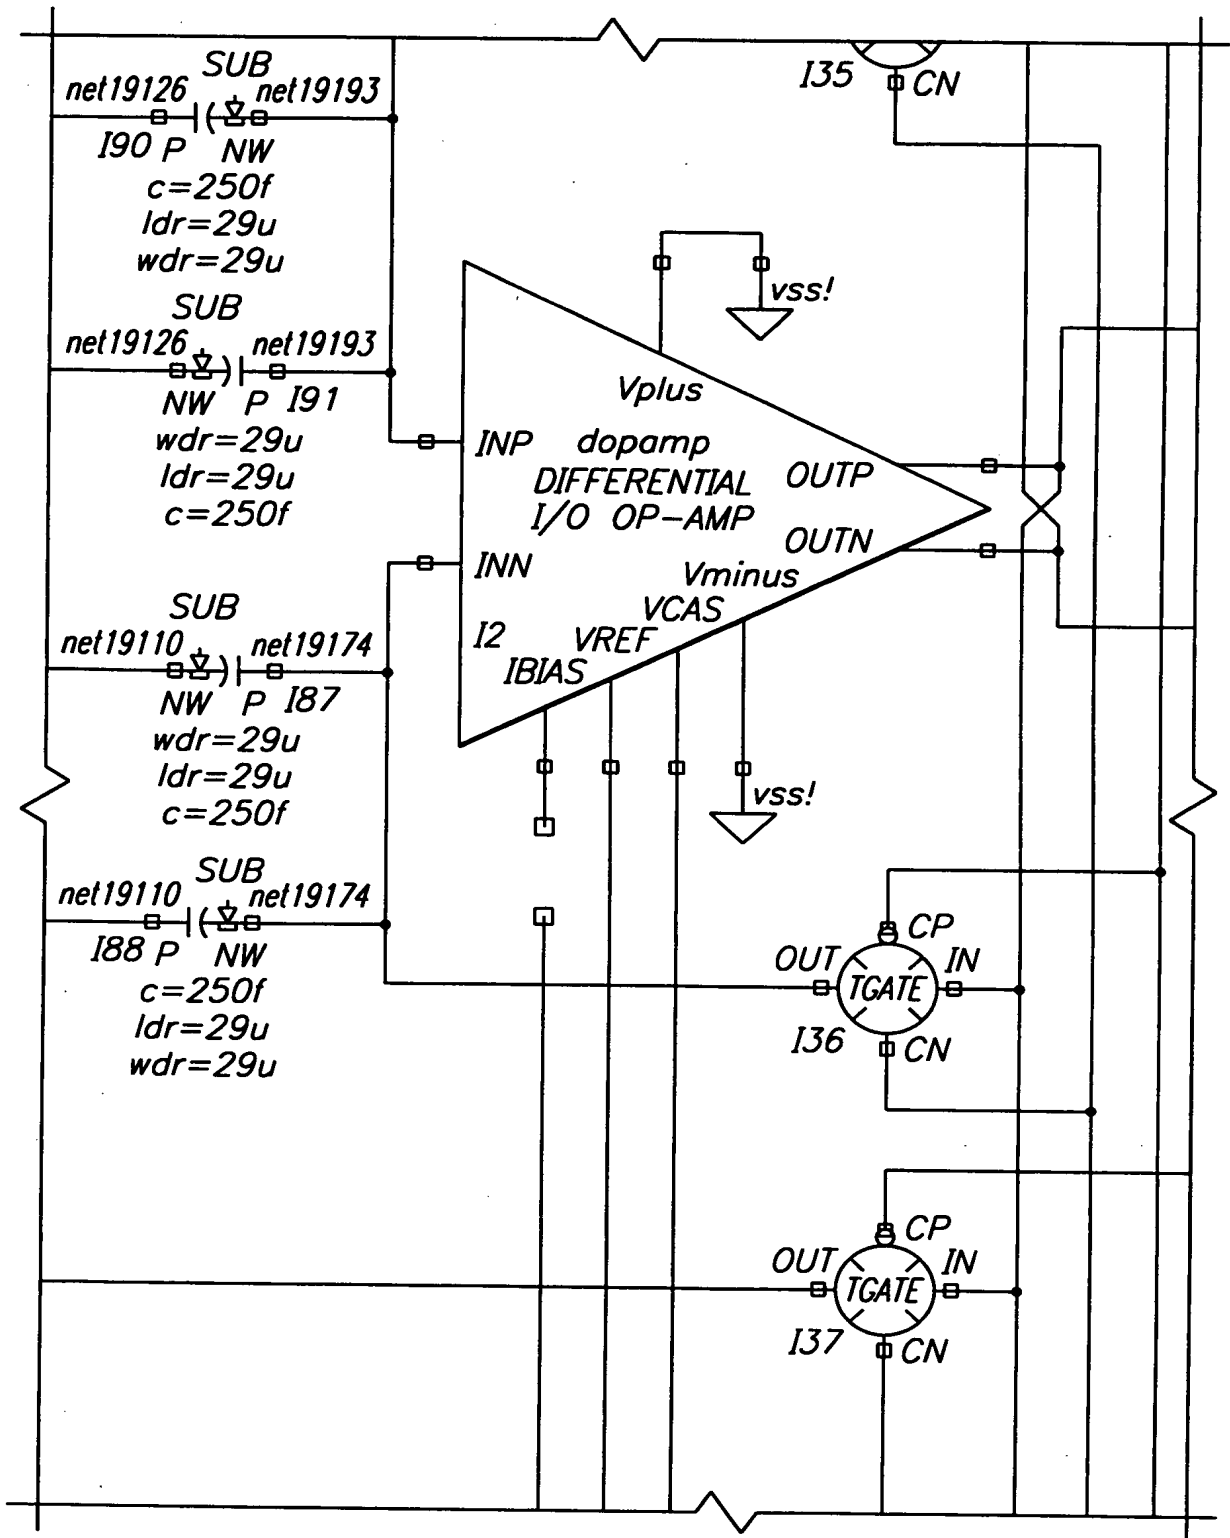 SUB
net19126
net19193
I90 P
NW
c=250f
ldr=29u
wdr=29u
SUB
net19126
net19193
NW P I91
wdr=29u
ldr=29u
c=250f
SUB
net19110
net19174
NW P I87
wdr=29u
ldr=29u
c=250f
SUB
net19110
net19174
I88 P
NW
c=250f
ldr=29u
wdr=29u
I35
CN
vss!
Vplus
INP
dopamp
DIFFERENTIAL
I/O OP-AMP
OUTP
OUTN
INN
Vminus
VCAS
VREF
IBIAS
I2
vss!
CP
OUT
IN
TGATE
I36
CN
CP
OUT
IN
TGATE
I37
CN